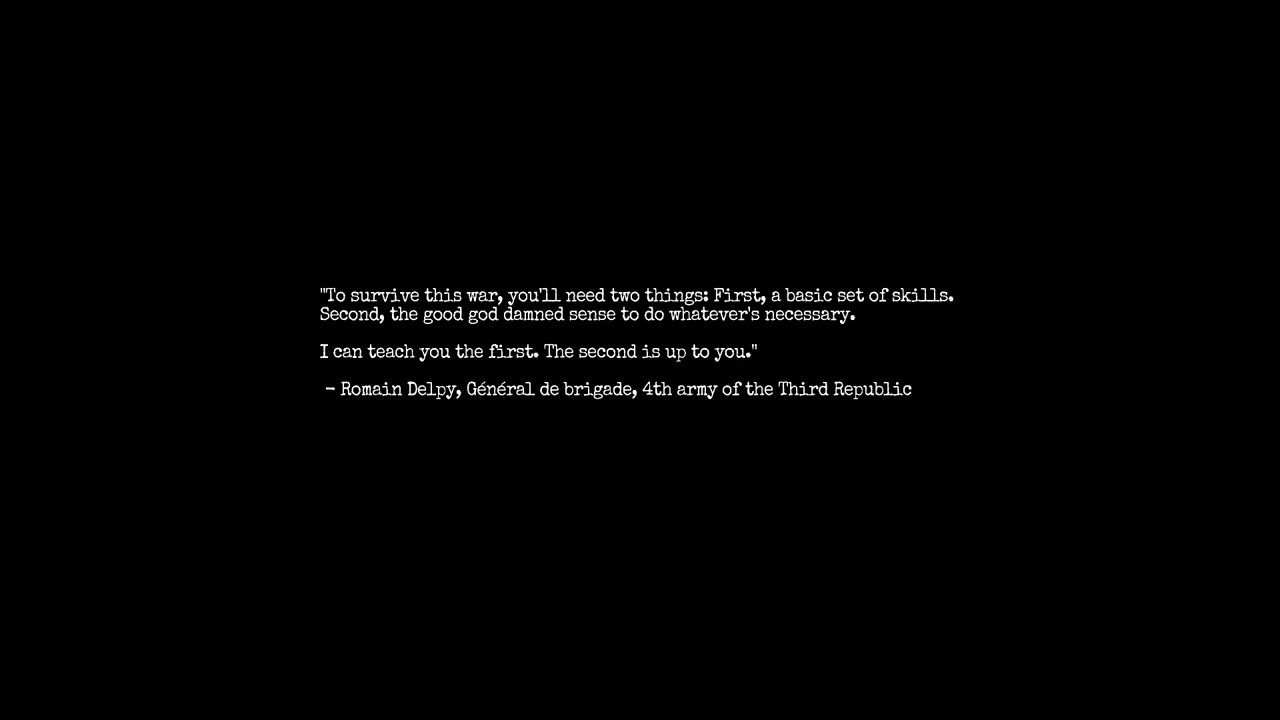 "To survive this war, you'll need two things: First, a basic set of skills.
Second, the good god damned sense to do whatever's necessary.
I can teach you the first. The second is up to you."
– Romain Delpy, Général de brigade, 4th army of the Third Republic